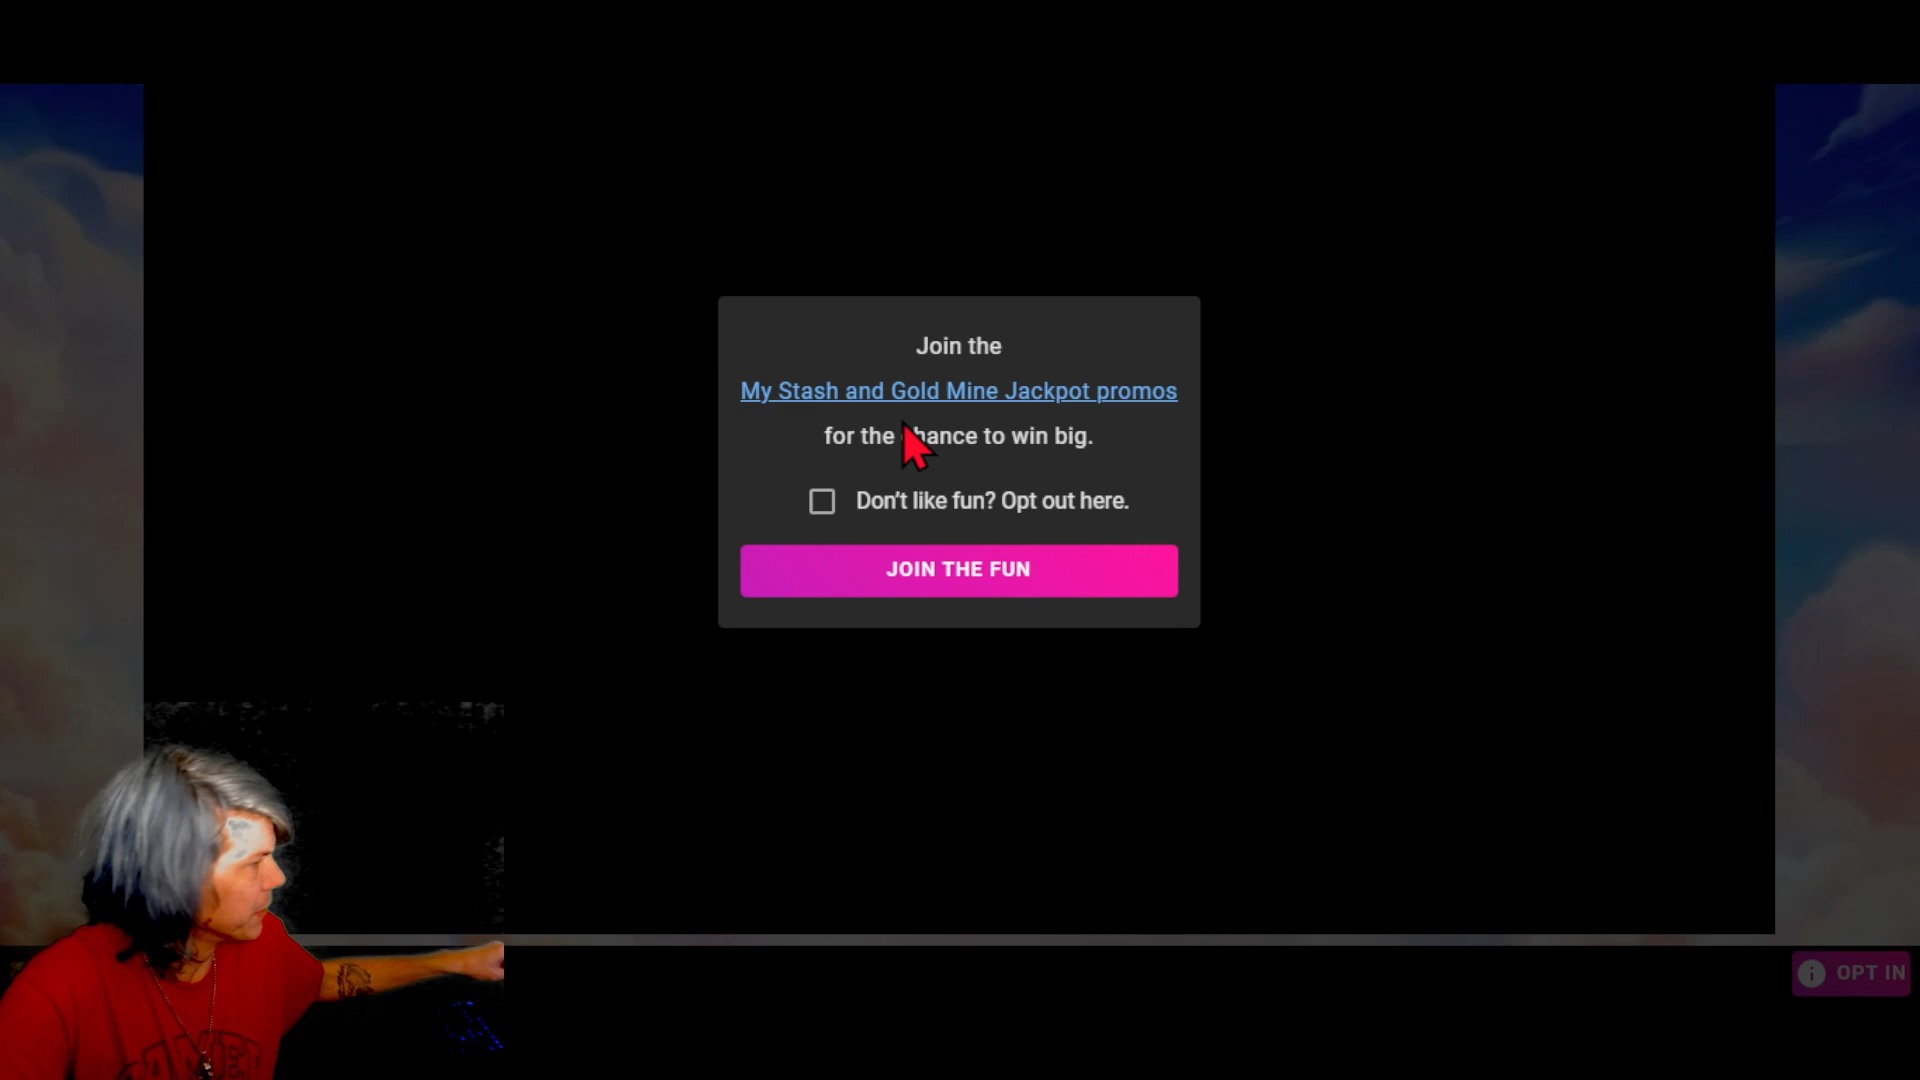 Join the
My Stash and Gold Mine Jackpot promos
for the chance to win big.
Don't like fun? Opt out here.
JOIN THE FUN
OPT IN